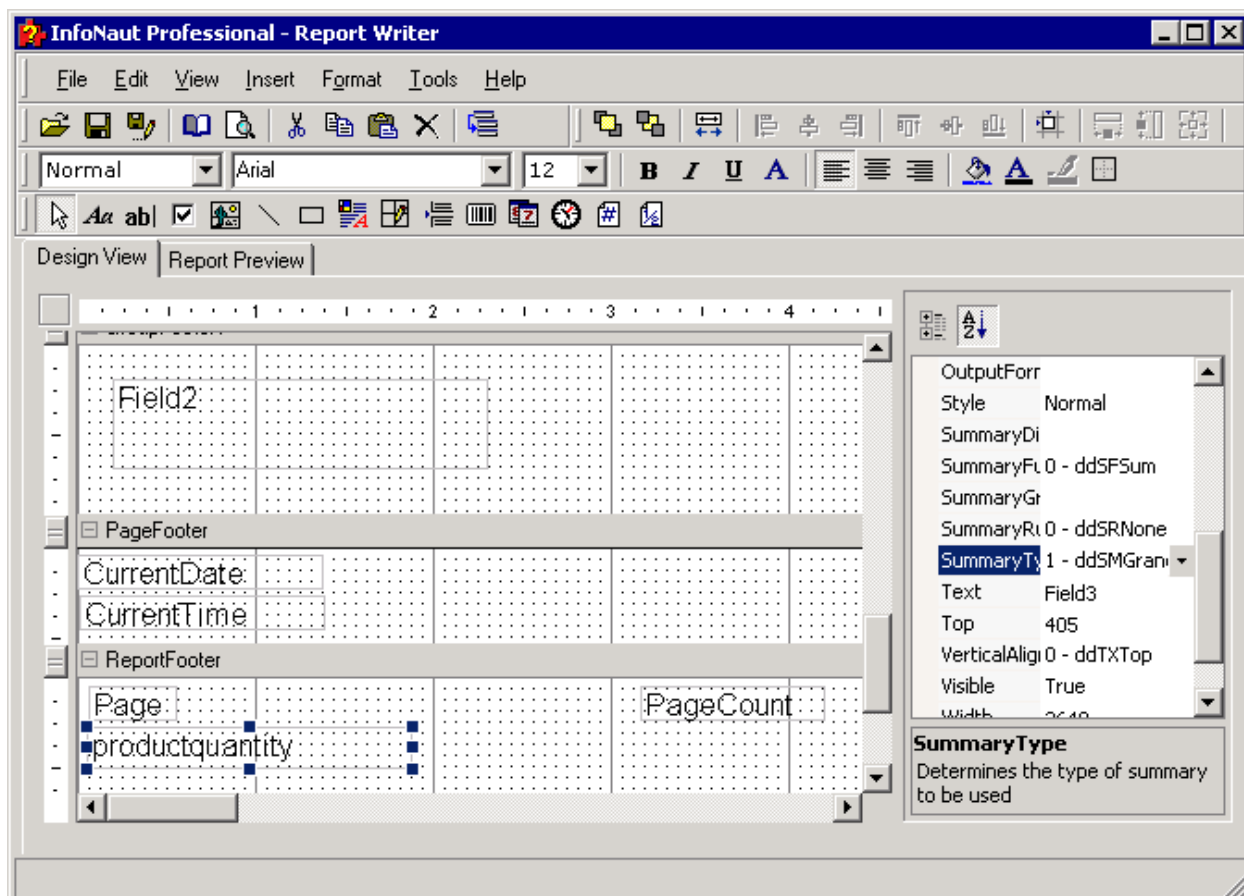 InfoNaut Professional - Report Writer
File Edit View Insert Format Tools Help
Normal Arial 12 B I U A A
Aa ab|
Design View Report Preview
1 2 3 4
Field2
PageFooter
CurrentDate
CurrentTime
ReportFooter
Page PageCount
productquantity
OutputForr
Style Normal
SummaryDi
SummaryFu 0 - ddSFSum
SummaryGr
SummaryRu 0 - ddSRNone
SummaryTy 1 - ddSMGran
Text Field3
Top 405
VerticalAlig 0 - ddTXTop
Visible True
SummaryType
Determines the type of summary
to be used